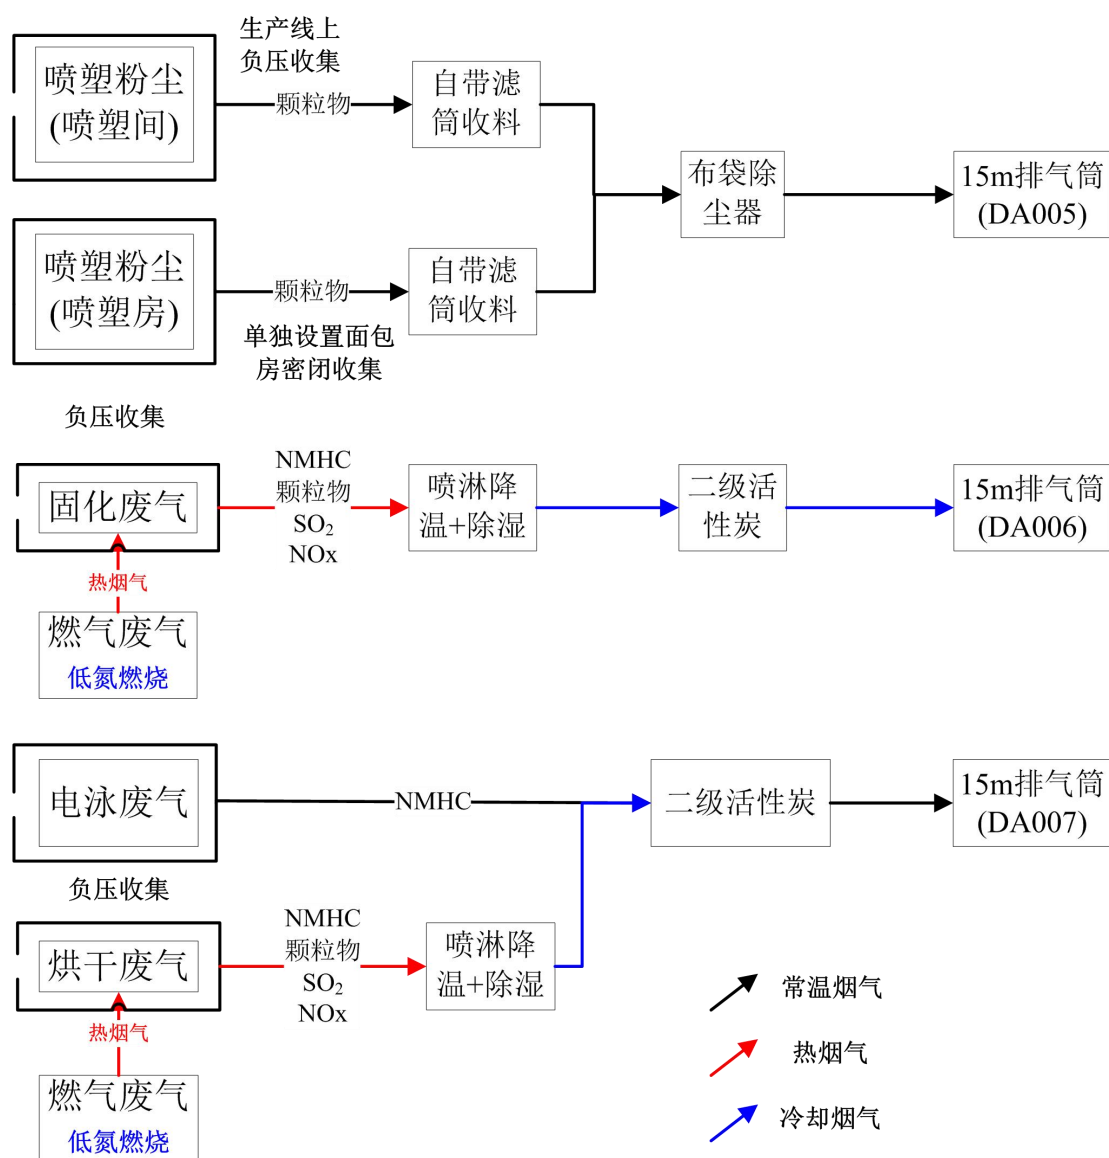 生产线上
负压收集
喷塑粉尘
(喷塑间)
颗粒物
自带滤
筒收料
布袋除
尘器
15m排气筒
(DA005)
喷塑粉尘
(喷塑房)
颗粒物
自带滤
筒收料
单独设置面包
房密闭收集
负压收集
固化废气
NMHC
颗粒物
SO₂
NOx
喷淋降
温+除湿
二级活
性炭
15m排气筒
(DA006)
热烟气
燃气废气
低氮燃烧
电泳废气
NMHC
二级活性炭
15m排气筒
(DA007)
负压收集
烘干废气
NMHC
颗粒物
SO₂
NOx
喷淋降
温+除湿
热烟气
燃气废气
低氮燃烧
常温烟气
热烟气
冷却烟气